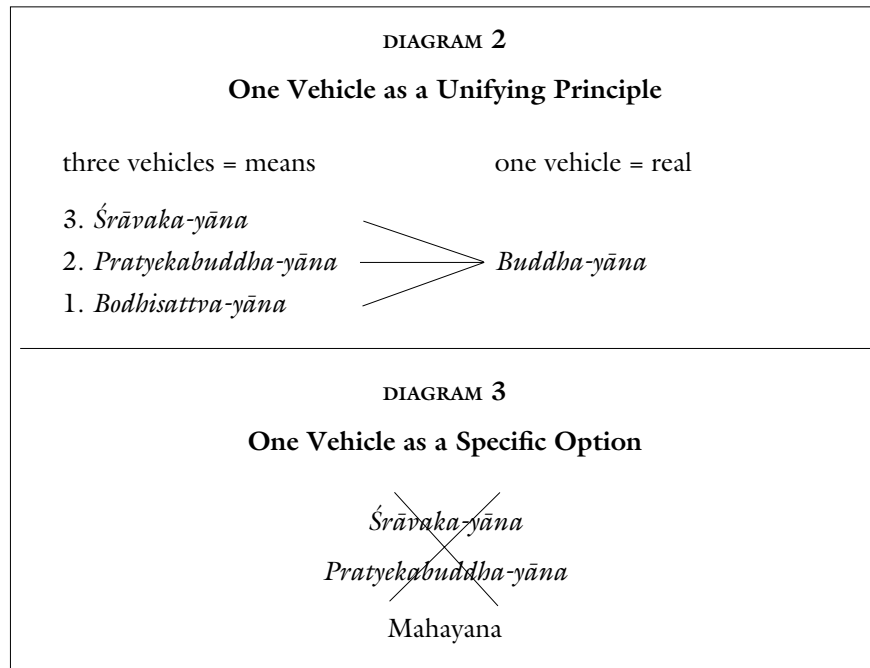 DIAGRAM 2
One Vehicle as a Unifying Principle
three vehicles = means one vehicle = real
3. Śrāvaka-yāna
2. Pratyekabuddha-yāna Buddha-yāna
1. Bodhisattva-yāna
DIAGRAM 3
One Vehicle as a Specific Option
Śrāvaka-yāna
Pratyekabuddha-yāna
Mahayana